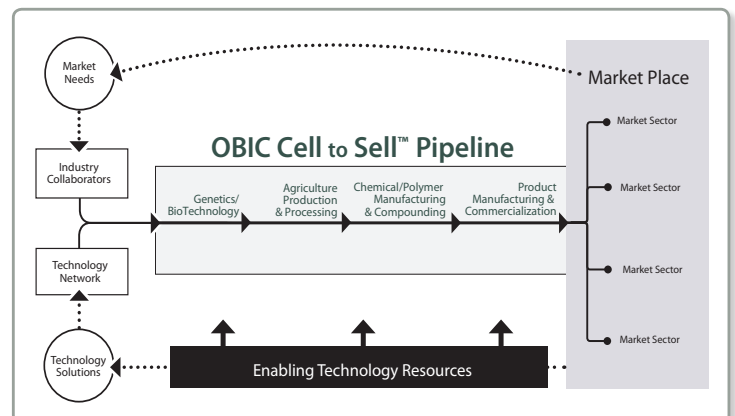 Market
Needs
Market Place
Market Sector
OBIC Cell to Sell™ Pipeline
Industry
Collaborators
Genetics/
BioTechnology
Agriculture
Production
& Processing
Chemical/Polymer
Manufacturing
& Compounding
Product
Manufacturing &
Commercialization
Market Sector
Technology
Network
Market Sector
Technology
Solutions
Enabling Technology Resources
Market Sector